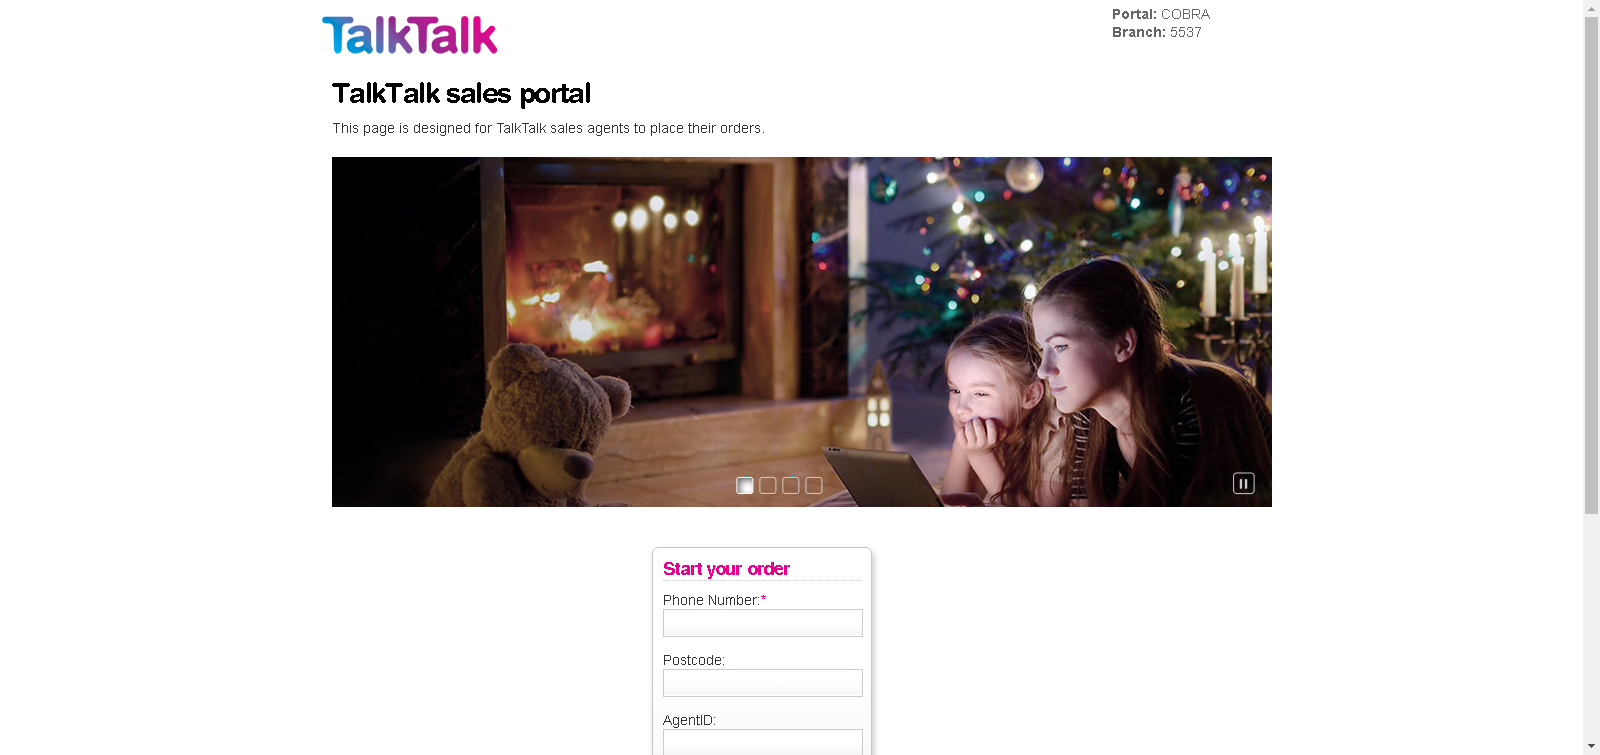 TalkTalk
Portal: COBRA
Branch: 5537
TalkTalk sales portal
This page is designed for TalkTalk sales agents to place their orders.
Start your order
Phone Number:*
Postcode:
AgentID: